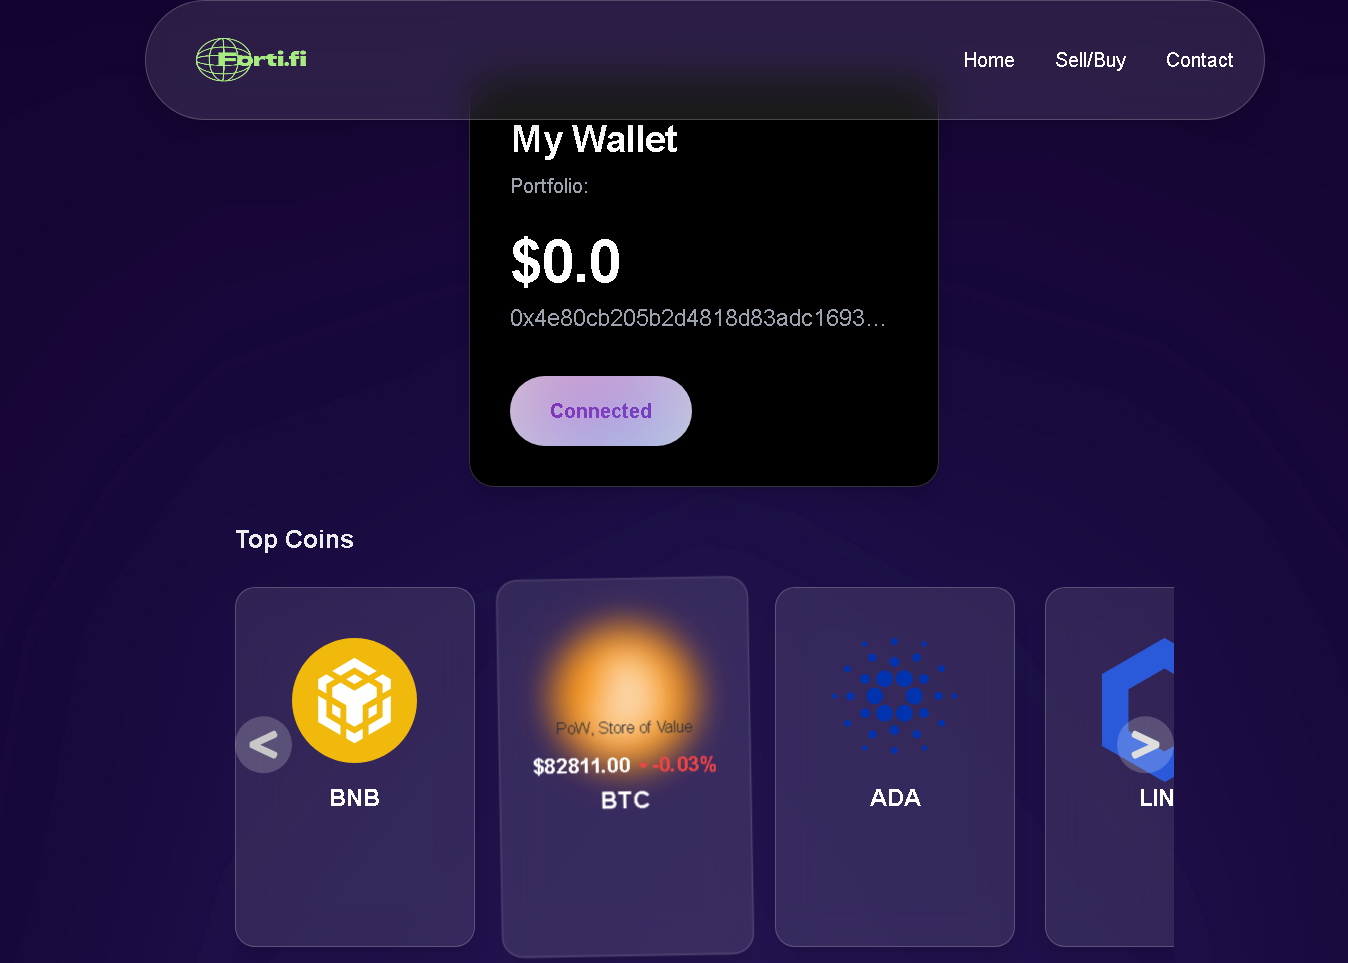 Forti.fi
Home Sell/Buy Contact
My Wallet
Portfolio:
$0.0
0x4e80cb205b2d4818d83adc1693...
Connected
Top Coins
PoW, Store of Value
$82811.00 -0.03%
< >
BNB BTC ADA LIN